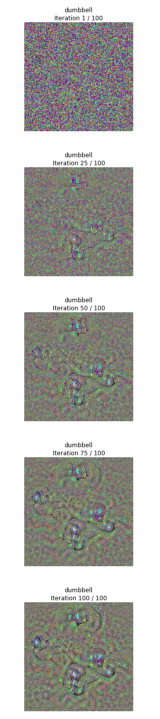 dumbbell
Iteration 1 / 100
dumbbell
Iteration 25 / 100
dumbbell
Iteration 50 / 100
dumbbell
Iteration 75 / 100
dumbbell
Iteration 100 / 100